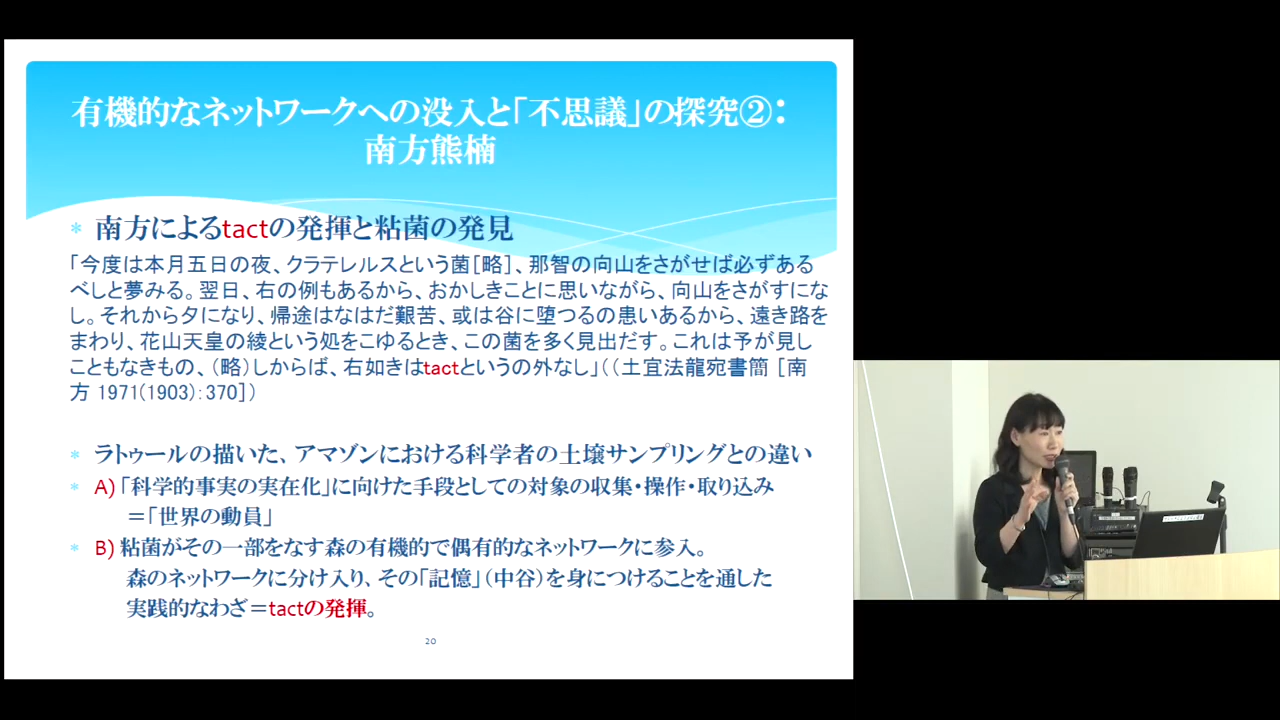 有機的なネットワークへの没入と「不思議」の探究②：
南方熊楠
* 南方によるtactの発揮と粘菌の発見
「今度は本月五日の夜、クラテレルスという菌［略］、那智の向山をさがせば必ずある
べしと夢みる。翌日、右の例もあるから、おかしきことに思いながら、向山をさがすにな
し。それから夕になり、帰途はなはだ艱苦、或は谷に堕つるの患いあるから、遠き路を
まわり、花山天皇の綾という処をこゆるとき、この菌を多く見出だす。これは予が見し
こともなきもの、（略）しからば、右如きはtactというの外なし」（（土宜法龍宛書簡 ［南
方 1971(1903)：370］）
* ラトゥールの描いた、アマゾンにおける科学者の土壌サンプリングとの違い
* A)「科学的事実の実在化」に向けた手段としての対象の収集・操作・取り込み
＝「世界の動員」
* B) 粘菌がその一部をなす森の有機的で偶有的なネットワークに参入。
森のネットワークに分け入り、その「記憶」（中谷）を身につけることを通した
実践的なわざ＝tactの発揮。
20